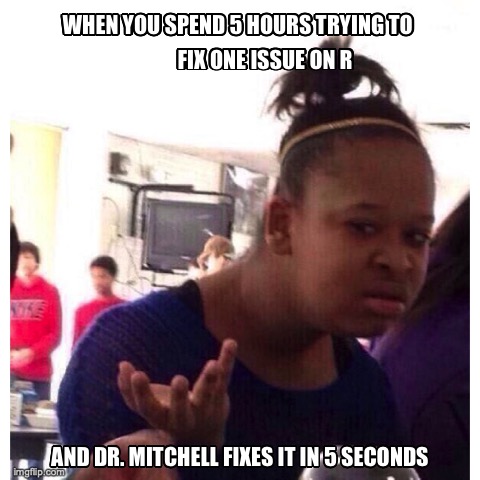 WHEN YOU SPEND 5 HOURS TRYING TO
FIX ONE ISSUE ON R
AND DR. MITCHELL FIXES IT IN 5 SECONDS
imgflip.com